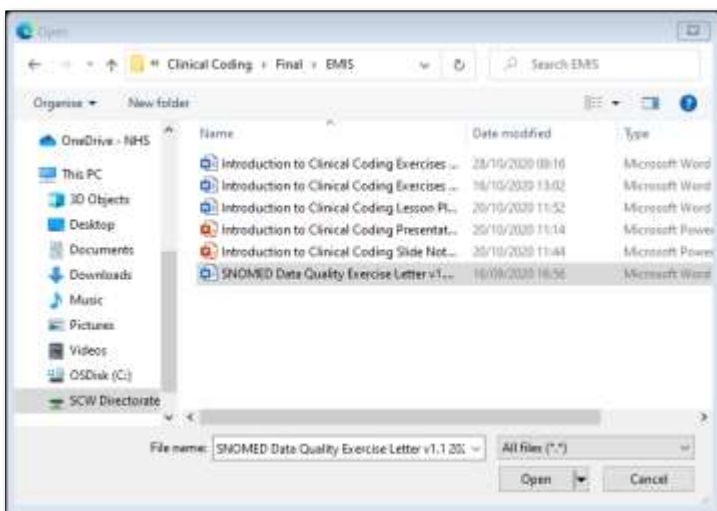 Open
Clinical Coding › Final › EMIS
Search EMIS
Organise
New folder
Name Date modified Type
OneDrive - NHS
This PC
3D Objects
Desktop
Documents
Downloads
Music
Pictures
Videos
OSDisk (C:)
SCW Directorate
Introduction to Clinical Coding Exercises ... 28/10/2020 Microsoft Word
Introduction to Clinical Coding Exercises ... 16/10/2020 13:02 Microsoft Word
Introduction to Clinical Coding Lesson Pl... 20/10/2020 11:52 Microsoft Word
Introduction to Clinical Coding Presentat... 20/10/2020 11:14 Microsoft Power
Introduction to Clinical Coding Slide Not... 20/10/2020 11:44 Microsoft Power
SNOMED Data Quality Exercise Letter v1.... 16:56 Microsoft Word
File name: SNOMED Data Quality Exercise Letter v1.1 202
All files (*.*)
Open
Cancel